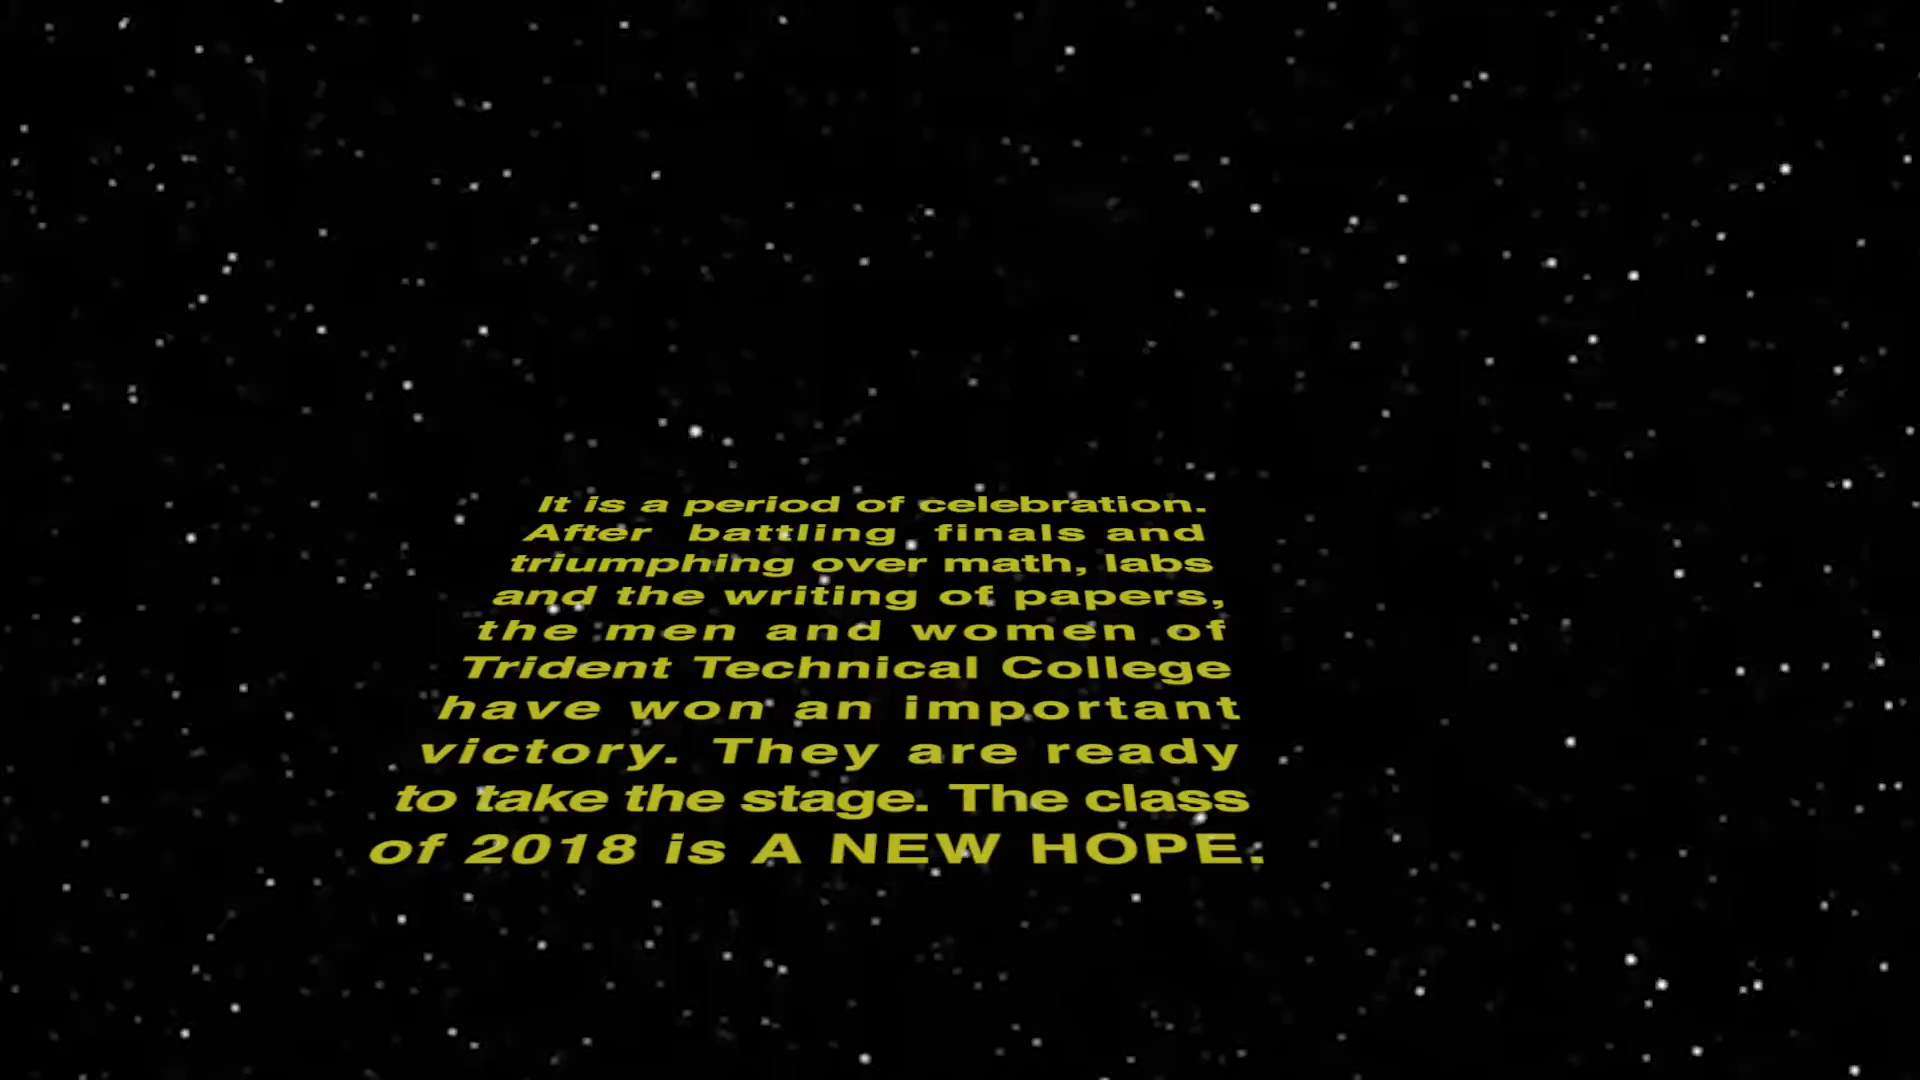 It is a period of celebration.
After battling finals and
triumphing over math, labs
and the writing of papers,
the men and women of
Trident Technical College
have won an important
victory. They are ready
to take the stage. The class
of 2018 is A NEW HOPE.